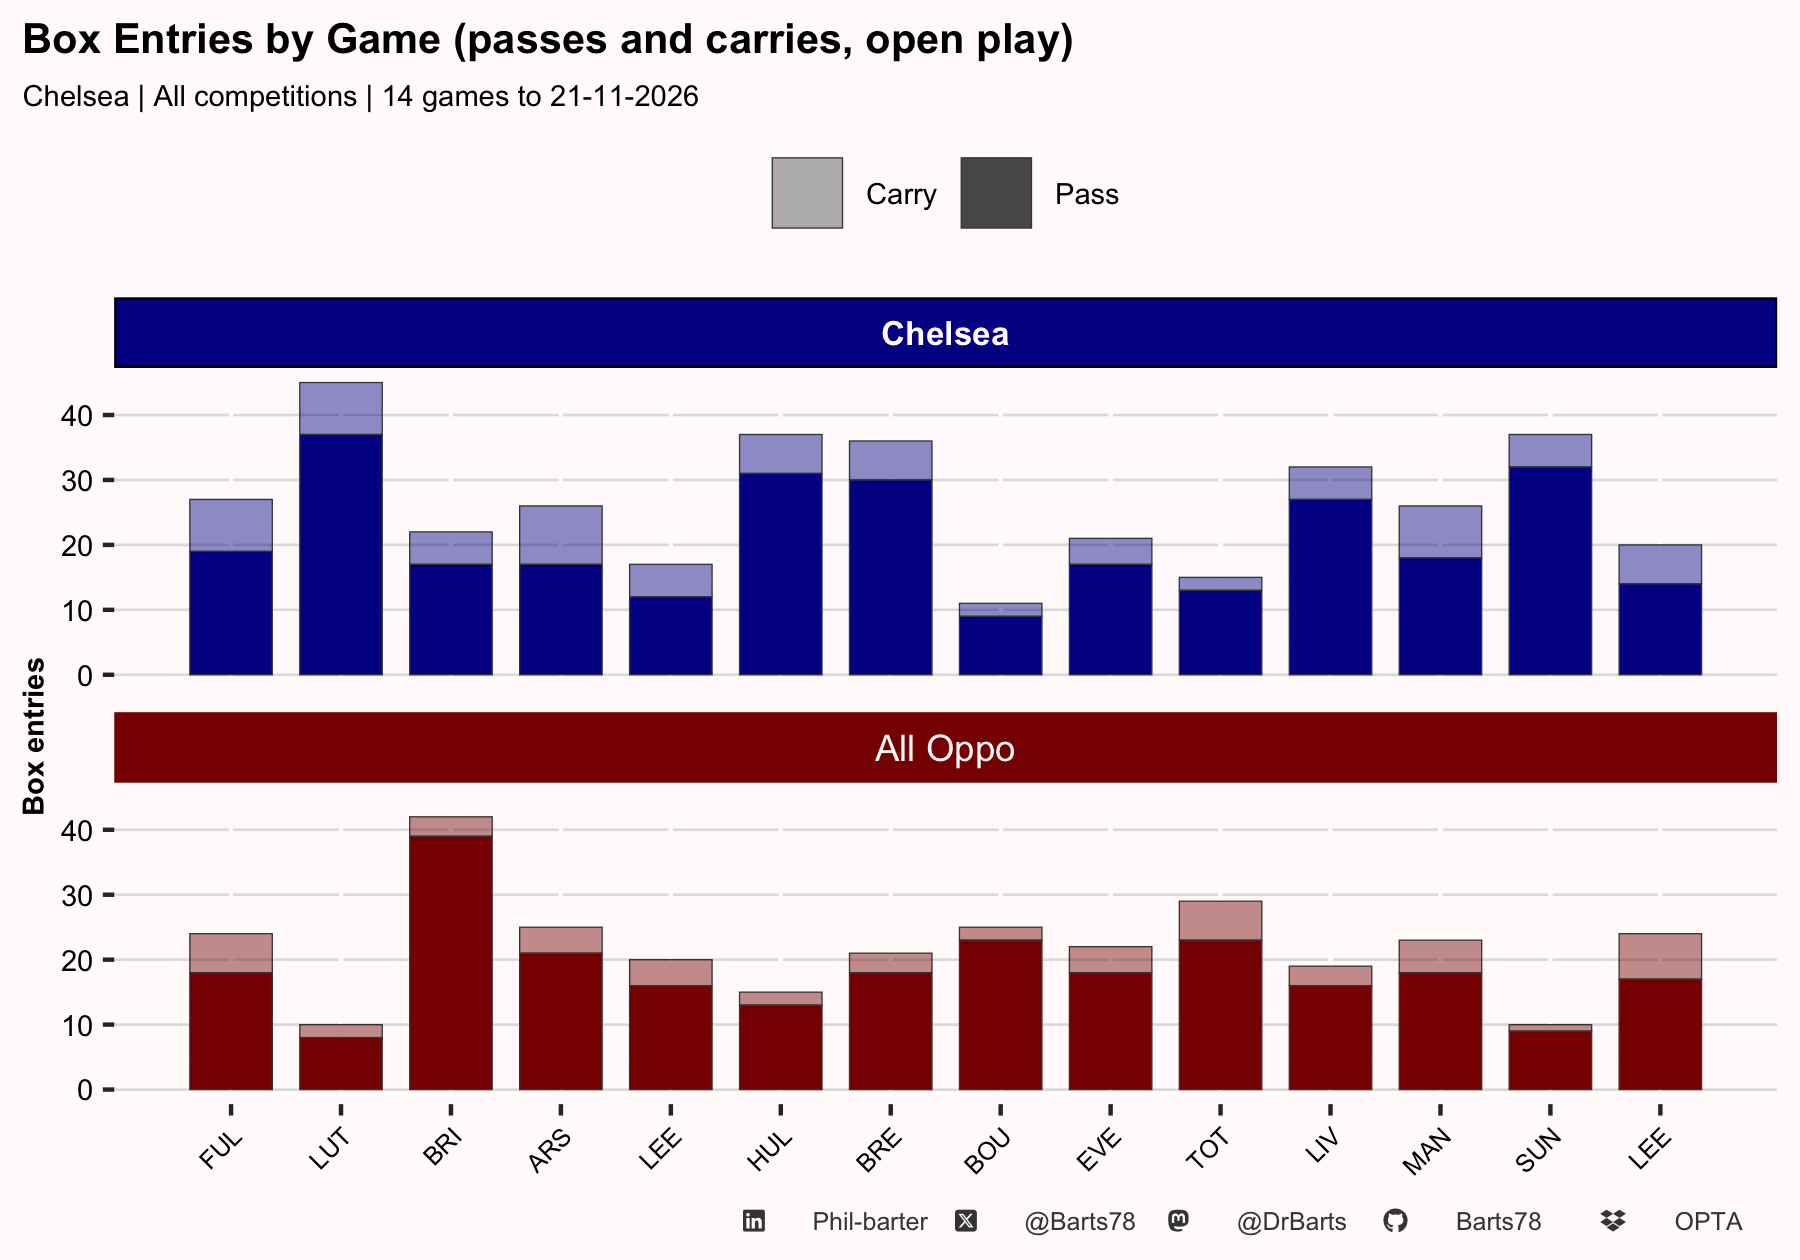 Box Entries by Game (passes and carries, open play)
Chelsea | All competitions | 14 games to 21-11-2026
Carry Pass
Chelsea
40
30
20
10
0
Box entries
All Oppo
40
30
20
10
0
FUL LUT BRI ARS LEE HUL BRE BOU EVE TOT LIV MAN SUN LEE
Phil-barter @Barts78 @DrBarts Barts78 OPTA